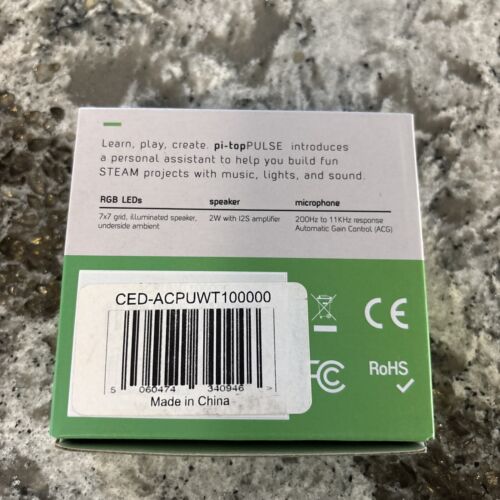 Learn, play, create. pi-topPULSE introduces
a personal assistant to help you build fun
STEAM projects with music, lights, and sound.
RGB LEDs
7x7 grid, illuminated speaker,
underside ambient
speaker
2W with I2S amplifier
microphone
200Hz to 11KHz response
Automatic Gain Control (ACG)
CED-ACPUWT100000
5 060474 340946 >
Made in China
CE
FC
RoHS